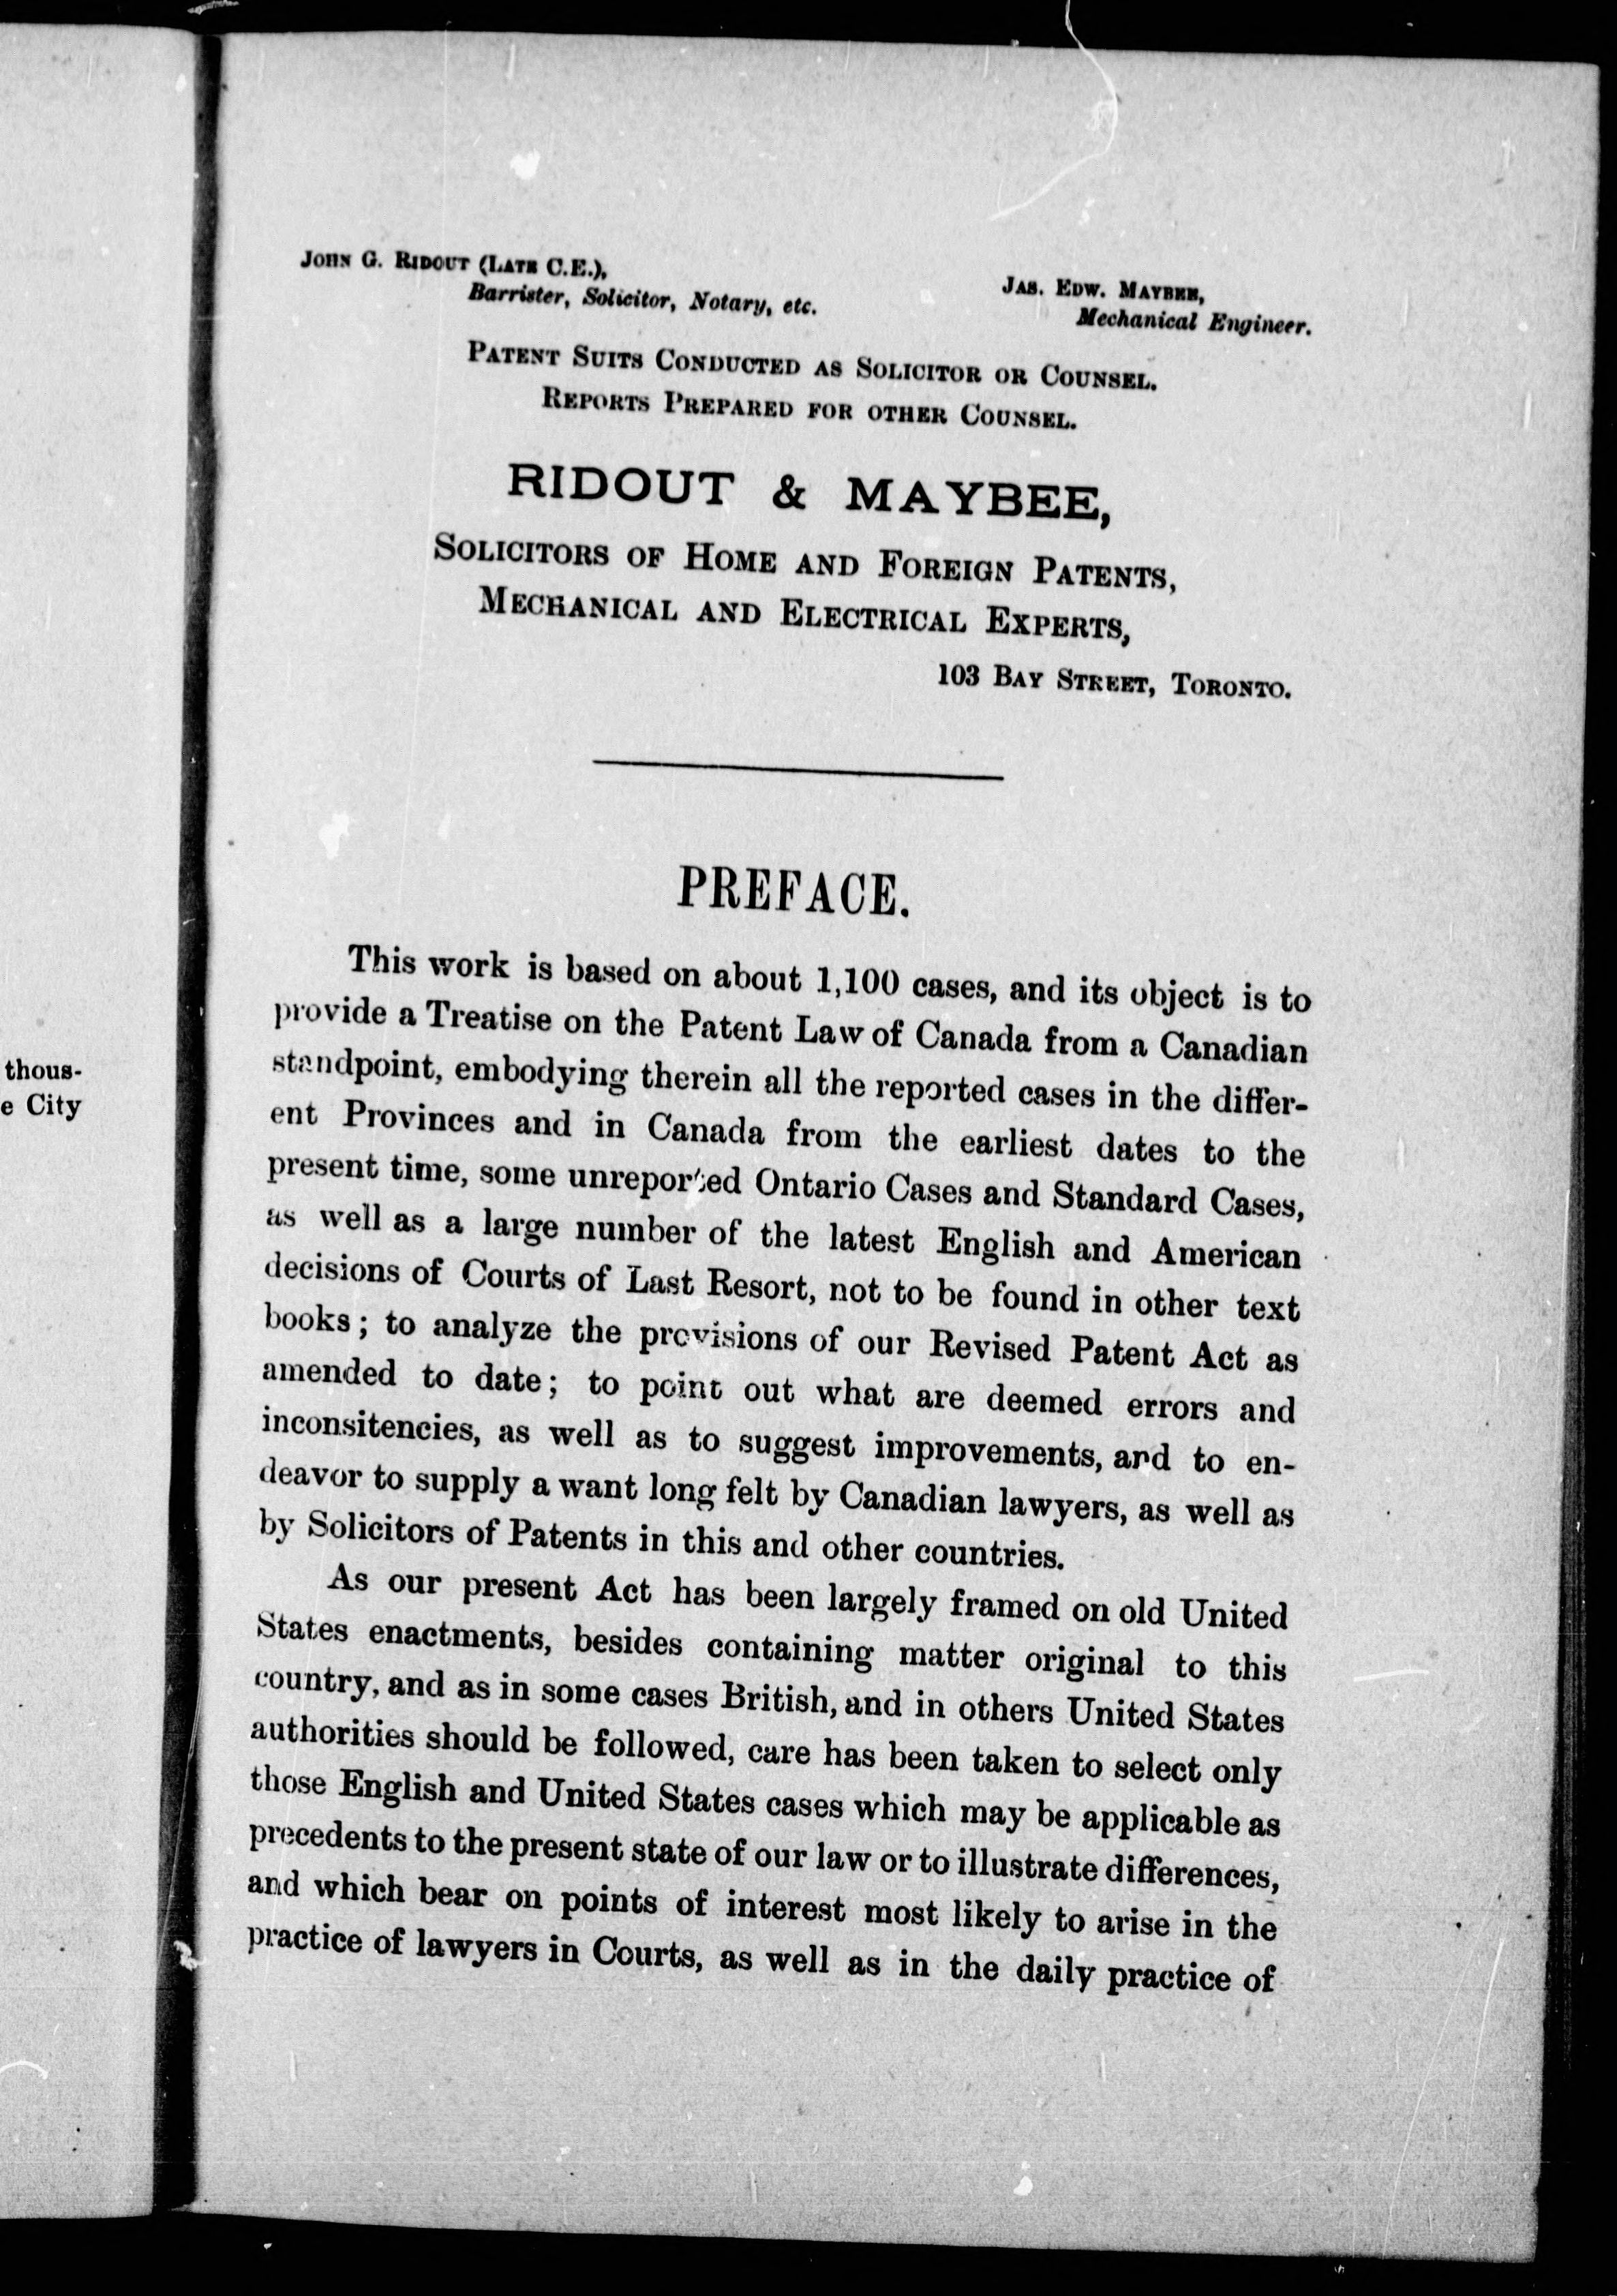 thous-
e City
JOHN G. RIDOUT (LATE C.E.),
Barrister, Solicitor, Notary, etc.
JAS. EDW. MAYBEE,
Mechanical Engineer.
PATENT SUITS CONDUCTED AS SOLICITOR OR COUNSEL.
REPORTS PREPARED FOR OTHER COUNSEL.
RIDOUT & MAYBEE,
SOLICITORS OF HOME AND FOREIGN PATENTS,
MECHANICAL AND ELECTRICAL EXPERTS,
103 BAY STREET, TORONTO.
PREFACE.
This work is based on about 1,100 cases, and its object is to
provide a Treatise on the Patent Law of Canada from a Canadian
standpoint, embodying therein all the reported cases in the differ-
ent Provinces and in Canada from the earliest dates to the
present time, some unreported Ontario Cases and Standard Cases,
as well as a large number of the latest English and American
decisions of Courts of Last Resort, not to be found in other text
books; to analyze the provisions of our Revised Patent Act as
amended to date; to point out what are deemed errors and
inconsitencies, as well as to suggest improvements, and to en-
deavor to supply a want long felt by Canadian lawyers, as well as
by Solicitors of Patents in this and other countries.
As our present Act has been largely framed on old United
States enactments, besides containing matter original to this
country, and as in some cases British, and in others United States
authorities should be followed, care has been taken to select only
those English and United States cases which may be applicable as
precedents to the present state of our law or to illustrate differences,
and which bear on points of interest most likely to arise in the
practice of lawyers in Courts, as well as in the daily practice of